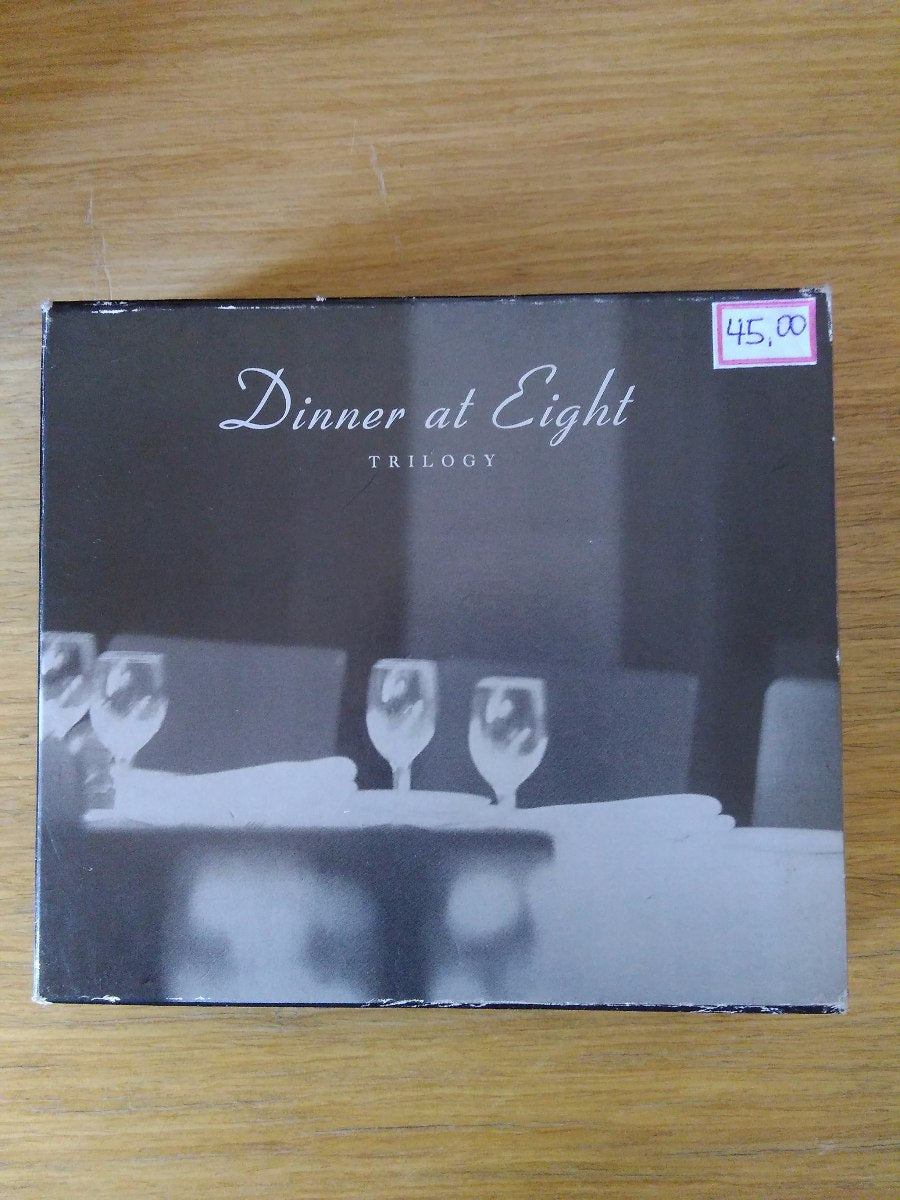 45,00
Dinner at Eight
TRILOGY